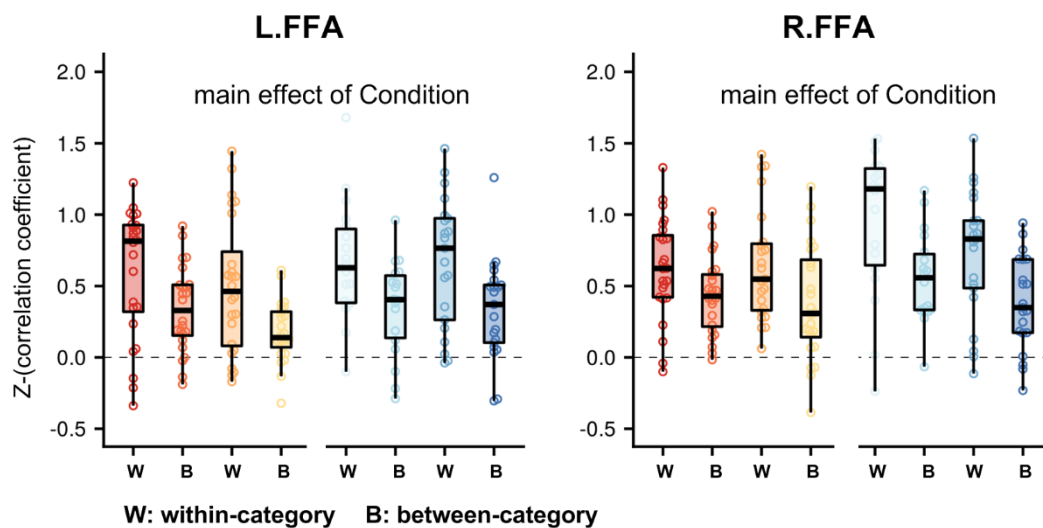 L.FFA R.FFA
Z-(correlation coefficient)
main effect of Condition main effect of Condition
2.0 2.0
1.5 1.5
1.0 1.0
0.5 0.5
0.0 0.0
-0.5 -0.5
W B W B W B W B W B W B W B W B
W: within-category B: between-category